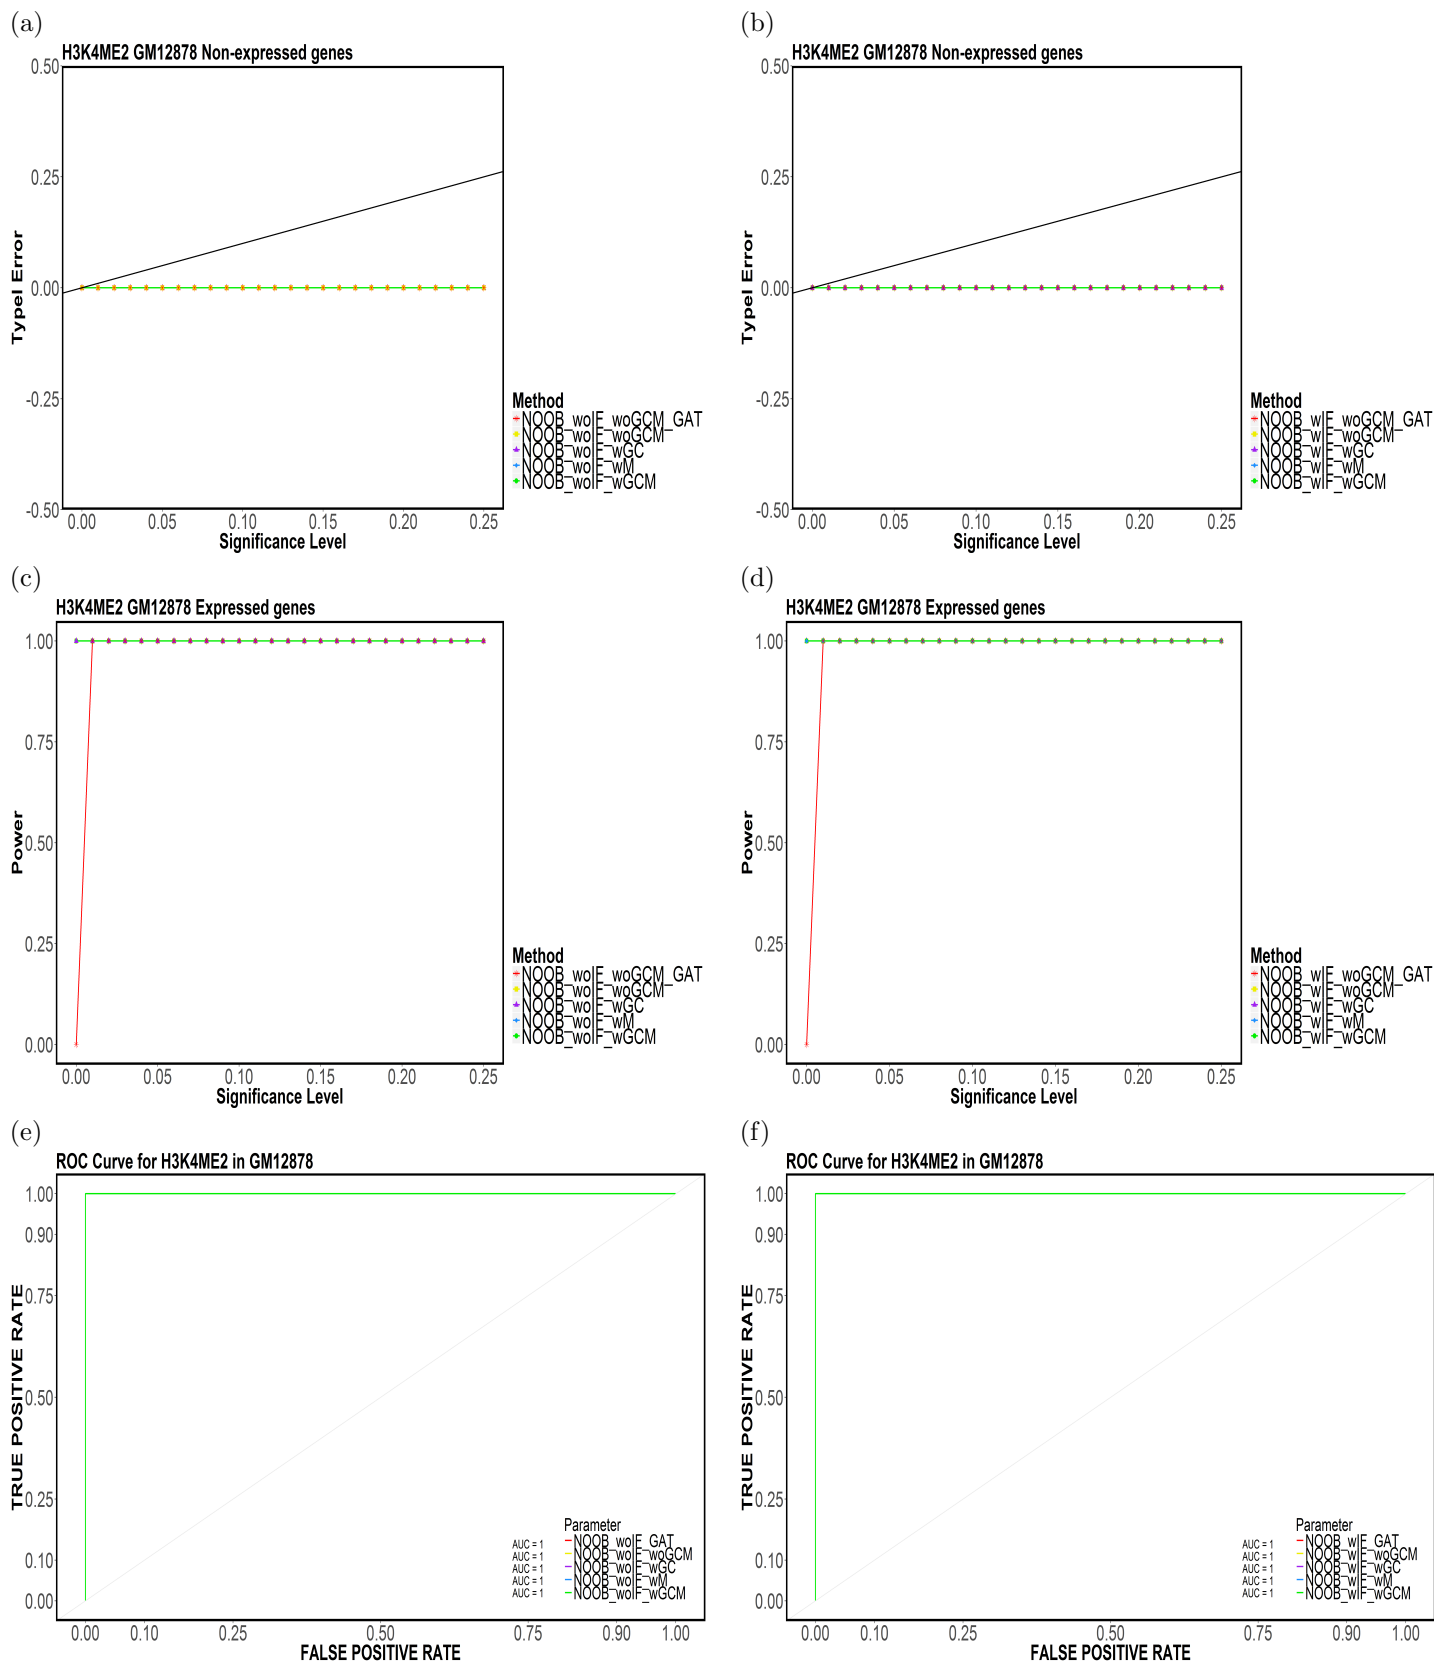 (a)
H3K4ME2 GM12878 Non-expressed genes
0.50
0.25
0.00
-0.25
-0.50
TypeI Error
0.00 0.05 0.10 0.15 0.20 0.25
Significance Level
Method
NOOB_woIF_woGCM_GAT
NOOB_woIF_woGCM
NOOB_woIF_wGC
NOOB_woIF_wM
NOOB_woIF_wGCM
(b)
H3K4ME2 GM12878 Non-expressed genes
0.50
0.25
0.00
-0.25
-0.50
TypeI Error
0.00 0.05 0.10 0.15 0.20 0.25
Significance Level
Method
NOOB_wIF_woGCM_GAT
NOOB_wIF_woGCM
NOOB_wIF_wGC
NOOB_wIF_wM
NOOB_wIF_wGCM
(c)
H3K4ME2 GM12878 Expressed genes
1.00
0.75
0.50
0.25
0.00
Power
0.00 0.05 0.10 0.15 0.20 0.25
Significance Level
Method
NOOB_woIF_woGCM_GAT
NOOB_woIF_woGCM
NOOB_woIF_wGC
NOOB_woIF_wM
NOOB_woIF_wGCM
(d)
H3K4ME2 GM12878 Expressed genes
1.00
0.75
0.50
0.25
0.00
Power
0.00 0.05 0.10 0.15 0.20 0.25
Significance Level
Method
NOOB_wIF_woGCM_GAT
NOOB_wIF_woGCM
NOOB_wIF_wGC
NOOB_wIF_wM
NOOB_wIF_wGCM
(e)
ROC Curve for H3K4ME2 in GM12878
1.00
0.90
0.75
0.50
0.25
0.10
0.00
TRUE POSITIVE RATE
Parameter
AUC = 1 NOOB_woIF_GAT
AUC = 1 NOOB_woIF_woGCM
AUC = 1 NOOB_woIF_wGC
AUC = 1 NOOB_woIF_wM
AUC = 1 NOOB_woIF_wGCM
0.00 0.10 0.25 0.50 0.75 0.90 1.00
FALSE POSITIVE RATE
(f)
ROC Curve for H3K4ME2 in GM12878
1.00
0.90
0.75
0.50
0.25
0.10
0.00
TRUE POSITIVE RATE
Parameter
AUC = 1 NOOB_wIF_GAT
AUC = 1 NOOB_wIF_woGCM
AUC = 1 NOOB_wIF_wGC
AUC = 1 NOOB_wIF_wM
AUC = 1 NOOB_wIF_wGCM
0.00 0.10 0.25 0.50 0.75 0.90 1.00
FALSE POSITIVE RATE